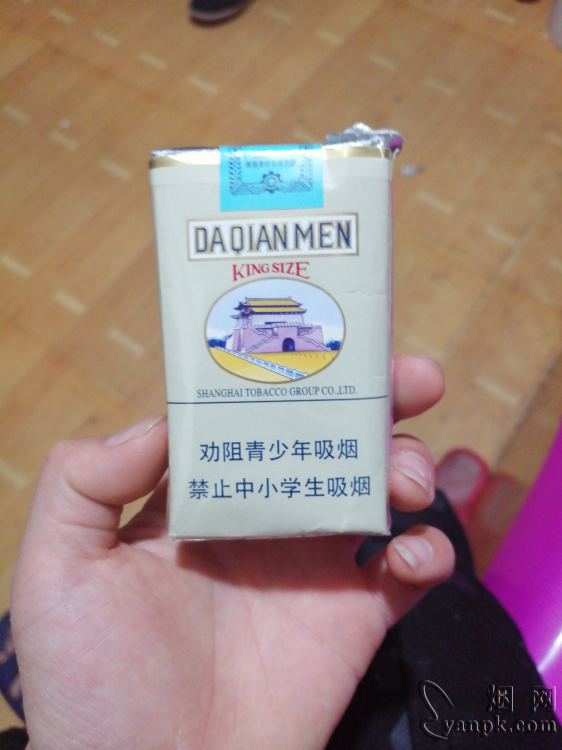 DAQIANMEN
KING SIZE
SHANGHAI TOBACCO GROUP CO.,LTD.
劝阻青少年吸烟
禁止中小学生吸烟
烟网
yanpk.com